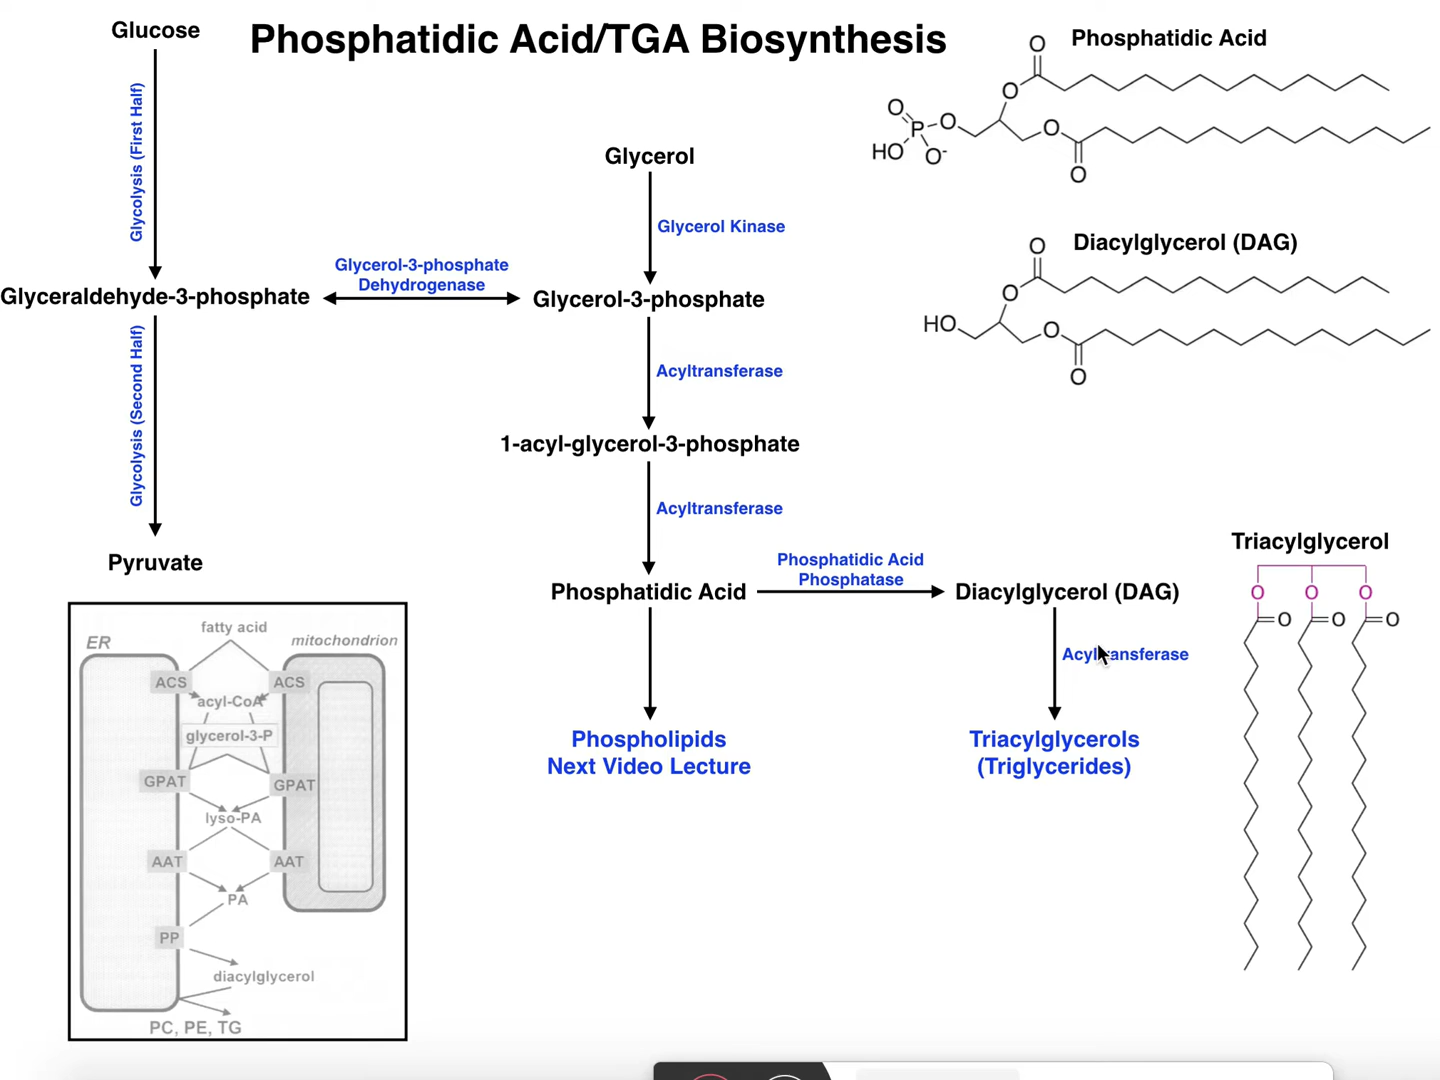 Glucose
Phosphatidic Acid/TGA Biosynthesis
Phosphatidic Acid
O
O
O
P
O
O
HO
O-
O
Glycolysis (First Half)
Glycerol
Glycerol Kinase
Diacylglycerol (DAG)
O
O
HO
O
O
Glyceraldehyde-3-phosphate
Glycerol-3-phosphate
Dehydrogenase
Glycerol-3-phosphate
Glycolysis (Second Half)
Acyltransferase
1-acyl-glycerol-3-phosphate
Acyltransferase
Pyruvate
Phosphatidic Acid
Phosphatidic Acid
Phosphatase
Diacylglycerol (DAG)
Acyltransferase
Phospholipids
Next Video Lecture
Triacylglycerols
(Triglycerides)
Triacylglycerol
O O O
O O O
fatty acid
ER
mitochondrion
ACS
ACS
acyl-CoA
glycerol-3-P
GPAT
GPAT
lyso-PA
AAT
AAT
PA
PP
diacylglycerol
PC, PE, TG